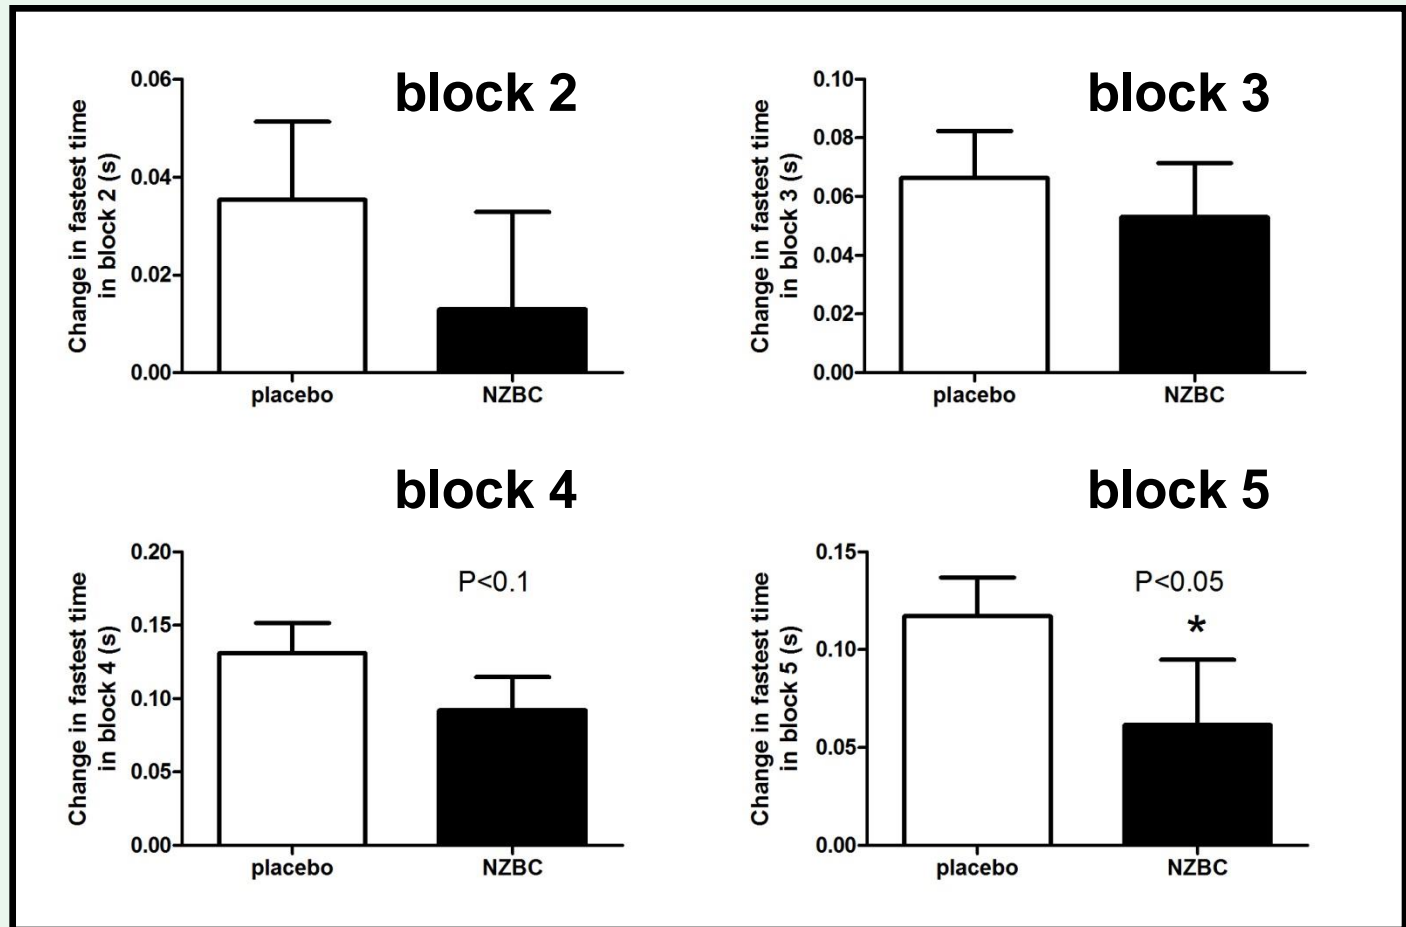 block 2
Change in fastest time
in block 2 (s)
0.06
0.04
0.02
0.00
placebo NZBC
block 3
Change in fastest time
in block 3 (s)
0.10
0.08
0.06
0.04
0.02
0.00
placebo NZBC
block 4
Change in fastest time
in block 4 (s)
0.20
0.15
0.10
0.05
0.00
P<0.1
placebo NZBC
block 5
Change in fastest time
in block 5 (s)
0.15
0.10
0.05
0.00
P<0.05
*
placebo NZBC